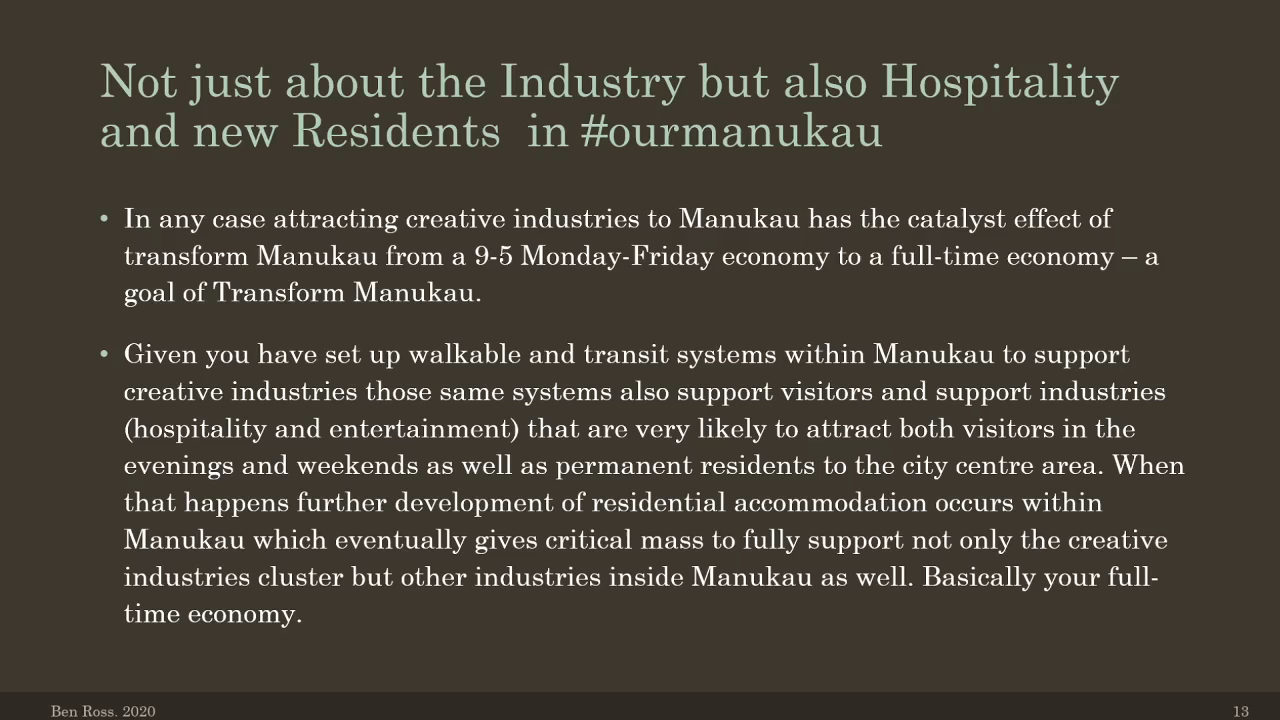 Not just about the Industry but also Hospitality
and new Residents  in #ourmanukau
• In any case attracting creative industries to Manukau has the catalyst effect of
transform Manukau from a 9-5 Monday-Friday economy to a full-time economy – a
goal of Transform Manukau.
• Given you have set up walkable and transit systems within Manukau to support
creative industries those same systems also support visitors and support industries
(hospitality and entertainment) that are very likely to attract both visitors in the
evenings and weekends as well as permanent residents to the city centre area. When
that happens further development of residential accommodation occurs within
Manukau which eventually gives critical mass to fully support not only the creative
industries cluster but other industries inside Manukau as well. Basically your full-
time economy.
Ben Ross. 2020
13